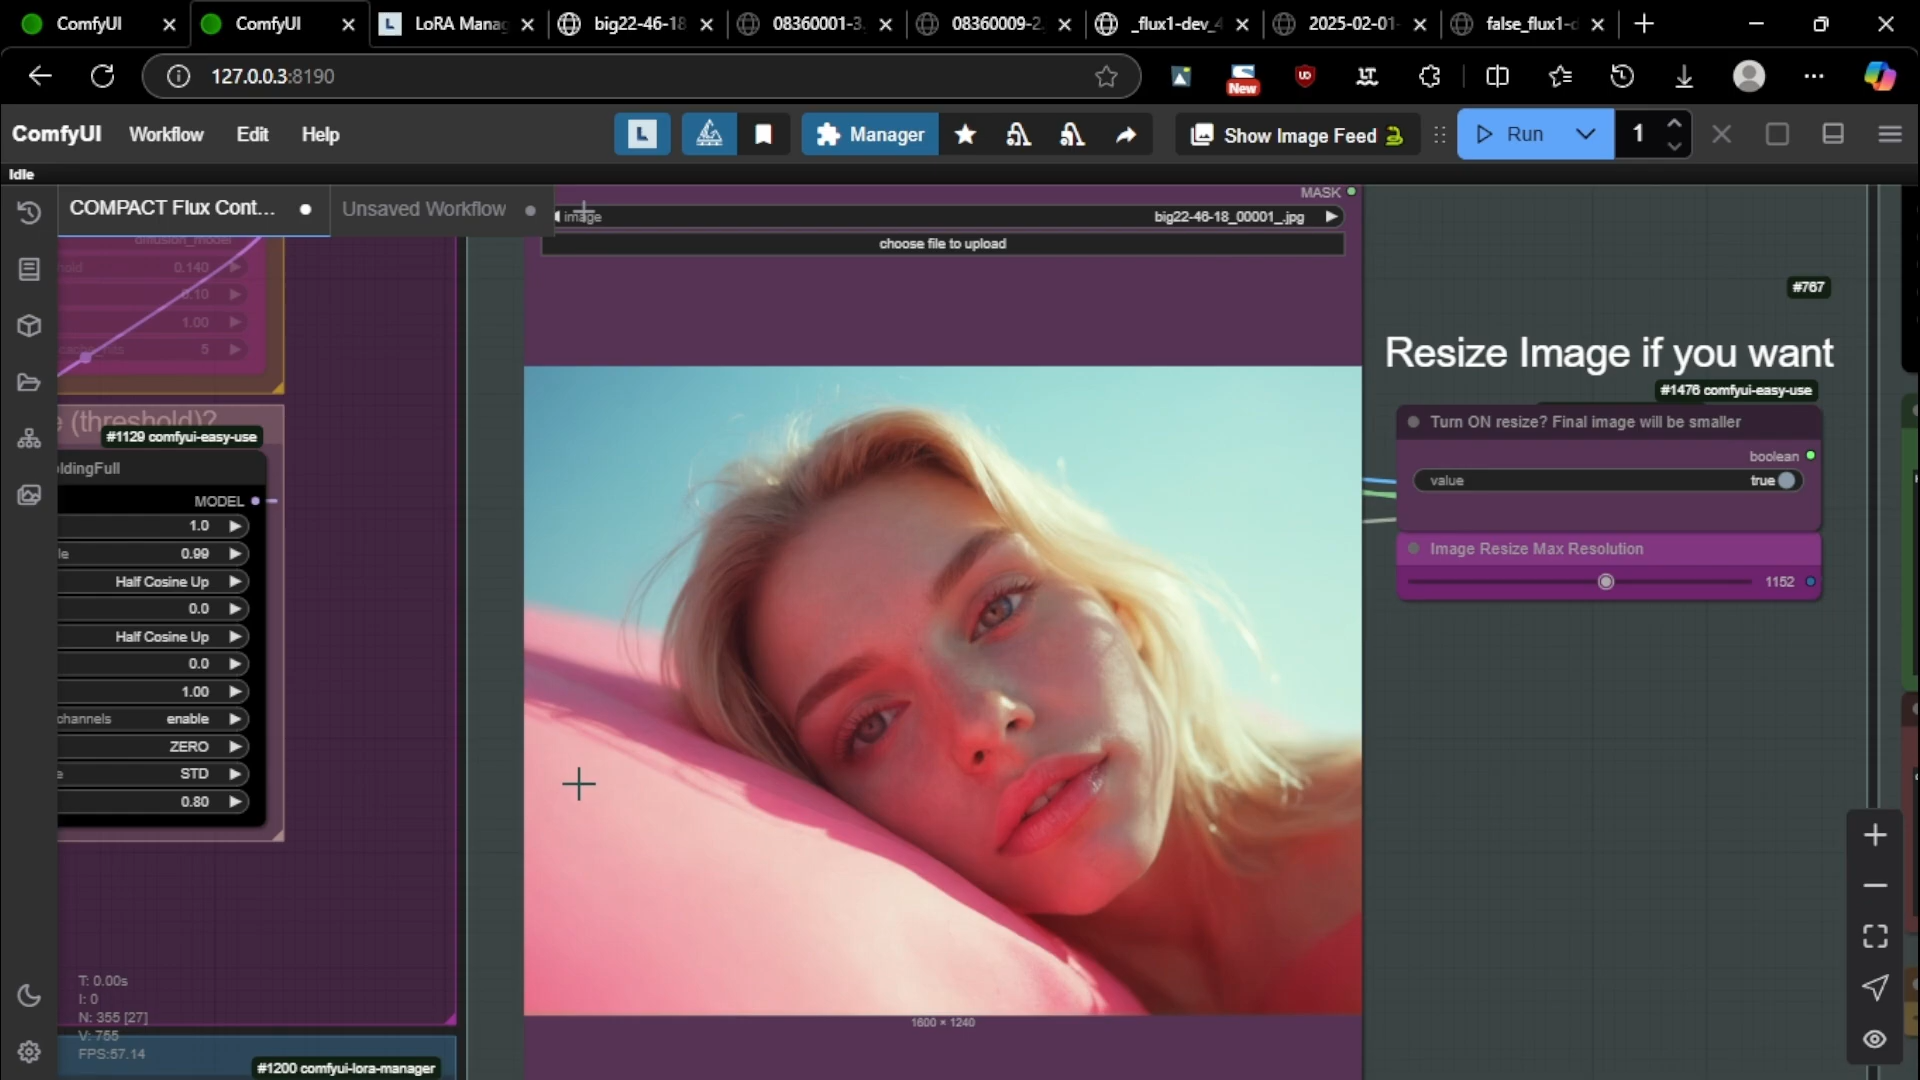 ComfyUI
ComfyUI
LoRA Manag
big22-46-18
08360001-3
08360009-2
_flux1-dev_4
2025-02-01-
false_flux1-d
127.0.0.3:8190
New
ComfyUI
Workflow
Edit
Help
L
Manager
Show Image Feed
Run
1
Idle
COMPACT Flux Cont...
Unsaved Workflow
MASK
image
big22-46-18_00001_.jpg
choose file to upload
diffusion_model
hold 0.140
0.10
1.00
cache_hits 5
e (threshold)?
#1129 comfyui-easy-use
oldingFull
MODEL
1.0
le 0.99
Half Cosine Up
0.0
Half Cosine Up
0.0
1.00
channels enable
ZERO
e STD
0.80
#767
Resize Image if you want
#1476 comfyui-easy-use
Turn ON resize? Final image will be smaller
boolean
value true
Image Resize Max Resolution
1152
1600 × 1240
T: 0.00s
I: 0
N: 355 [27]
V: 755
FPS:57.14
#1200 comfyui-lora-manager